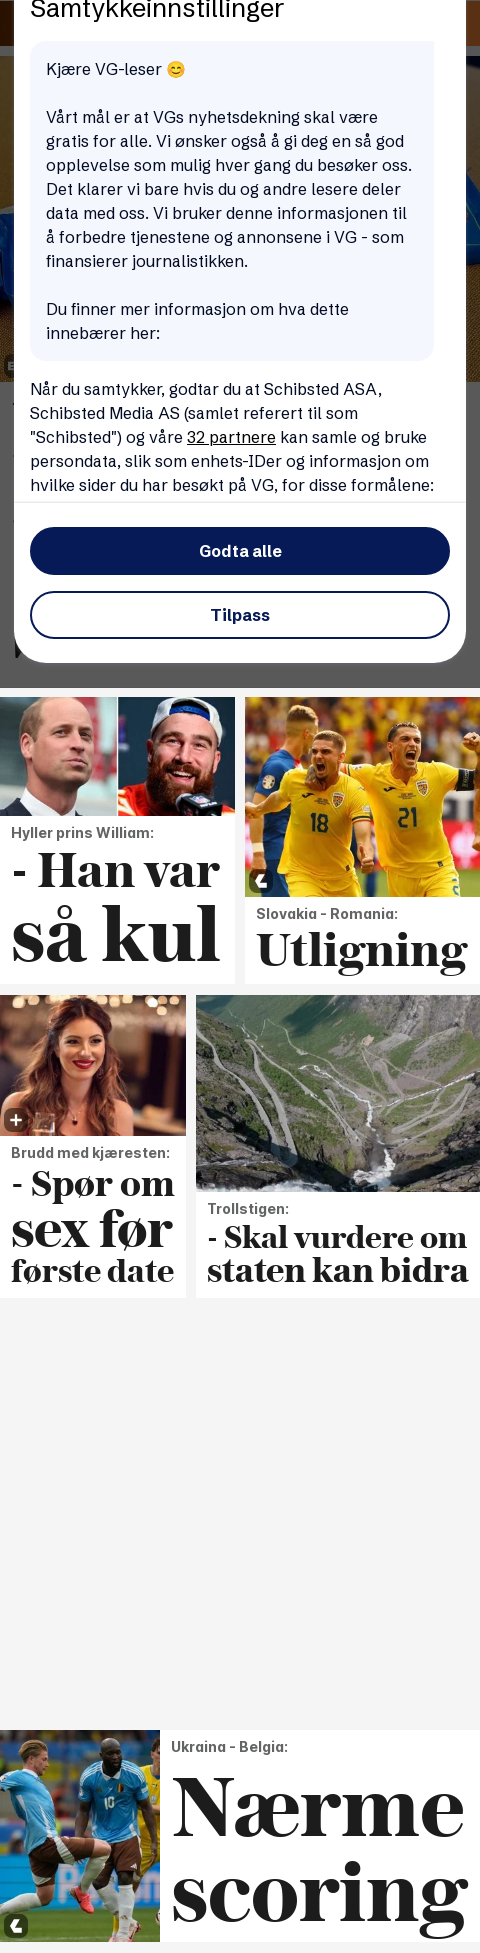 Samtykkeinnstillinger
Kjære VG-leser 😊
Vårt mål er at VGs nyhetsdekning skal være
gratis for alle. Vi ønsker også å gi deg en så god
opplevelse som mulig hver gang du besøker oss.
Det klarer vi bare hvis du og andre lesere deler
data med oss. Vi bruker denne informasjonen til
å forbedre tjenestene og annonsene i VG - som
finansierer journalistikken.
Du finner mer informasjon om hva dette
innebærer her:
Når du samtykker, godtar du at Schibsted ASA,
Schibsted Media AS (samlet referert til som
"Schibsted") og våre 32 partnere kan samle og bruke
persondata, slik som enhets-IDer og informasjon om
hvilke sider du har besøkt på VG, for disse formålene:
Godta alle
Tilpass
Hyller prins William:
- Han var
så kul
18
21
Slovakia - Romania:
Utligning
Brudd med kjæresten:
- Spør om
sex før
første date
Trollstigen:
- Skal vurdere om
staten kan bidra
10
Ukraina - Belgia:
Nærme
scoring